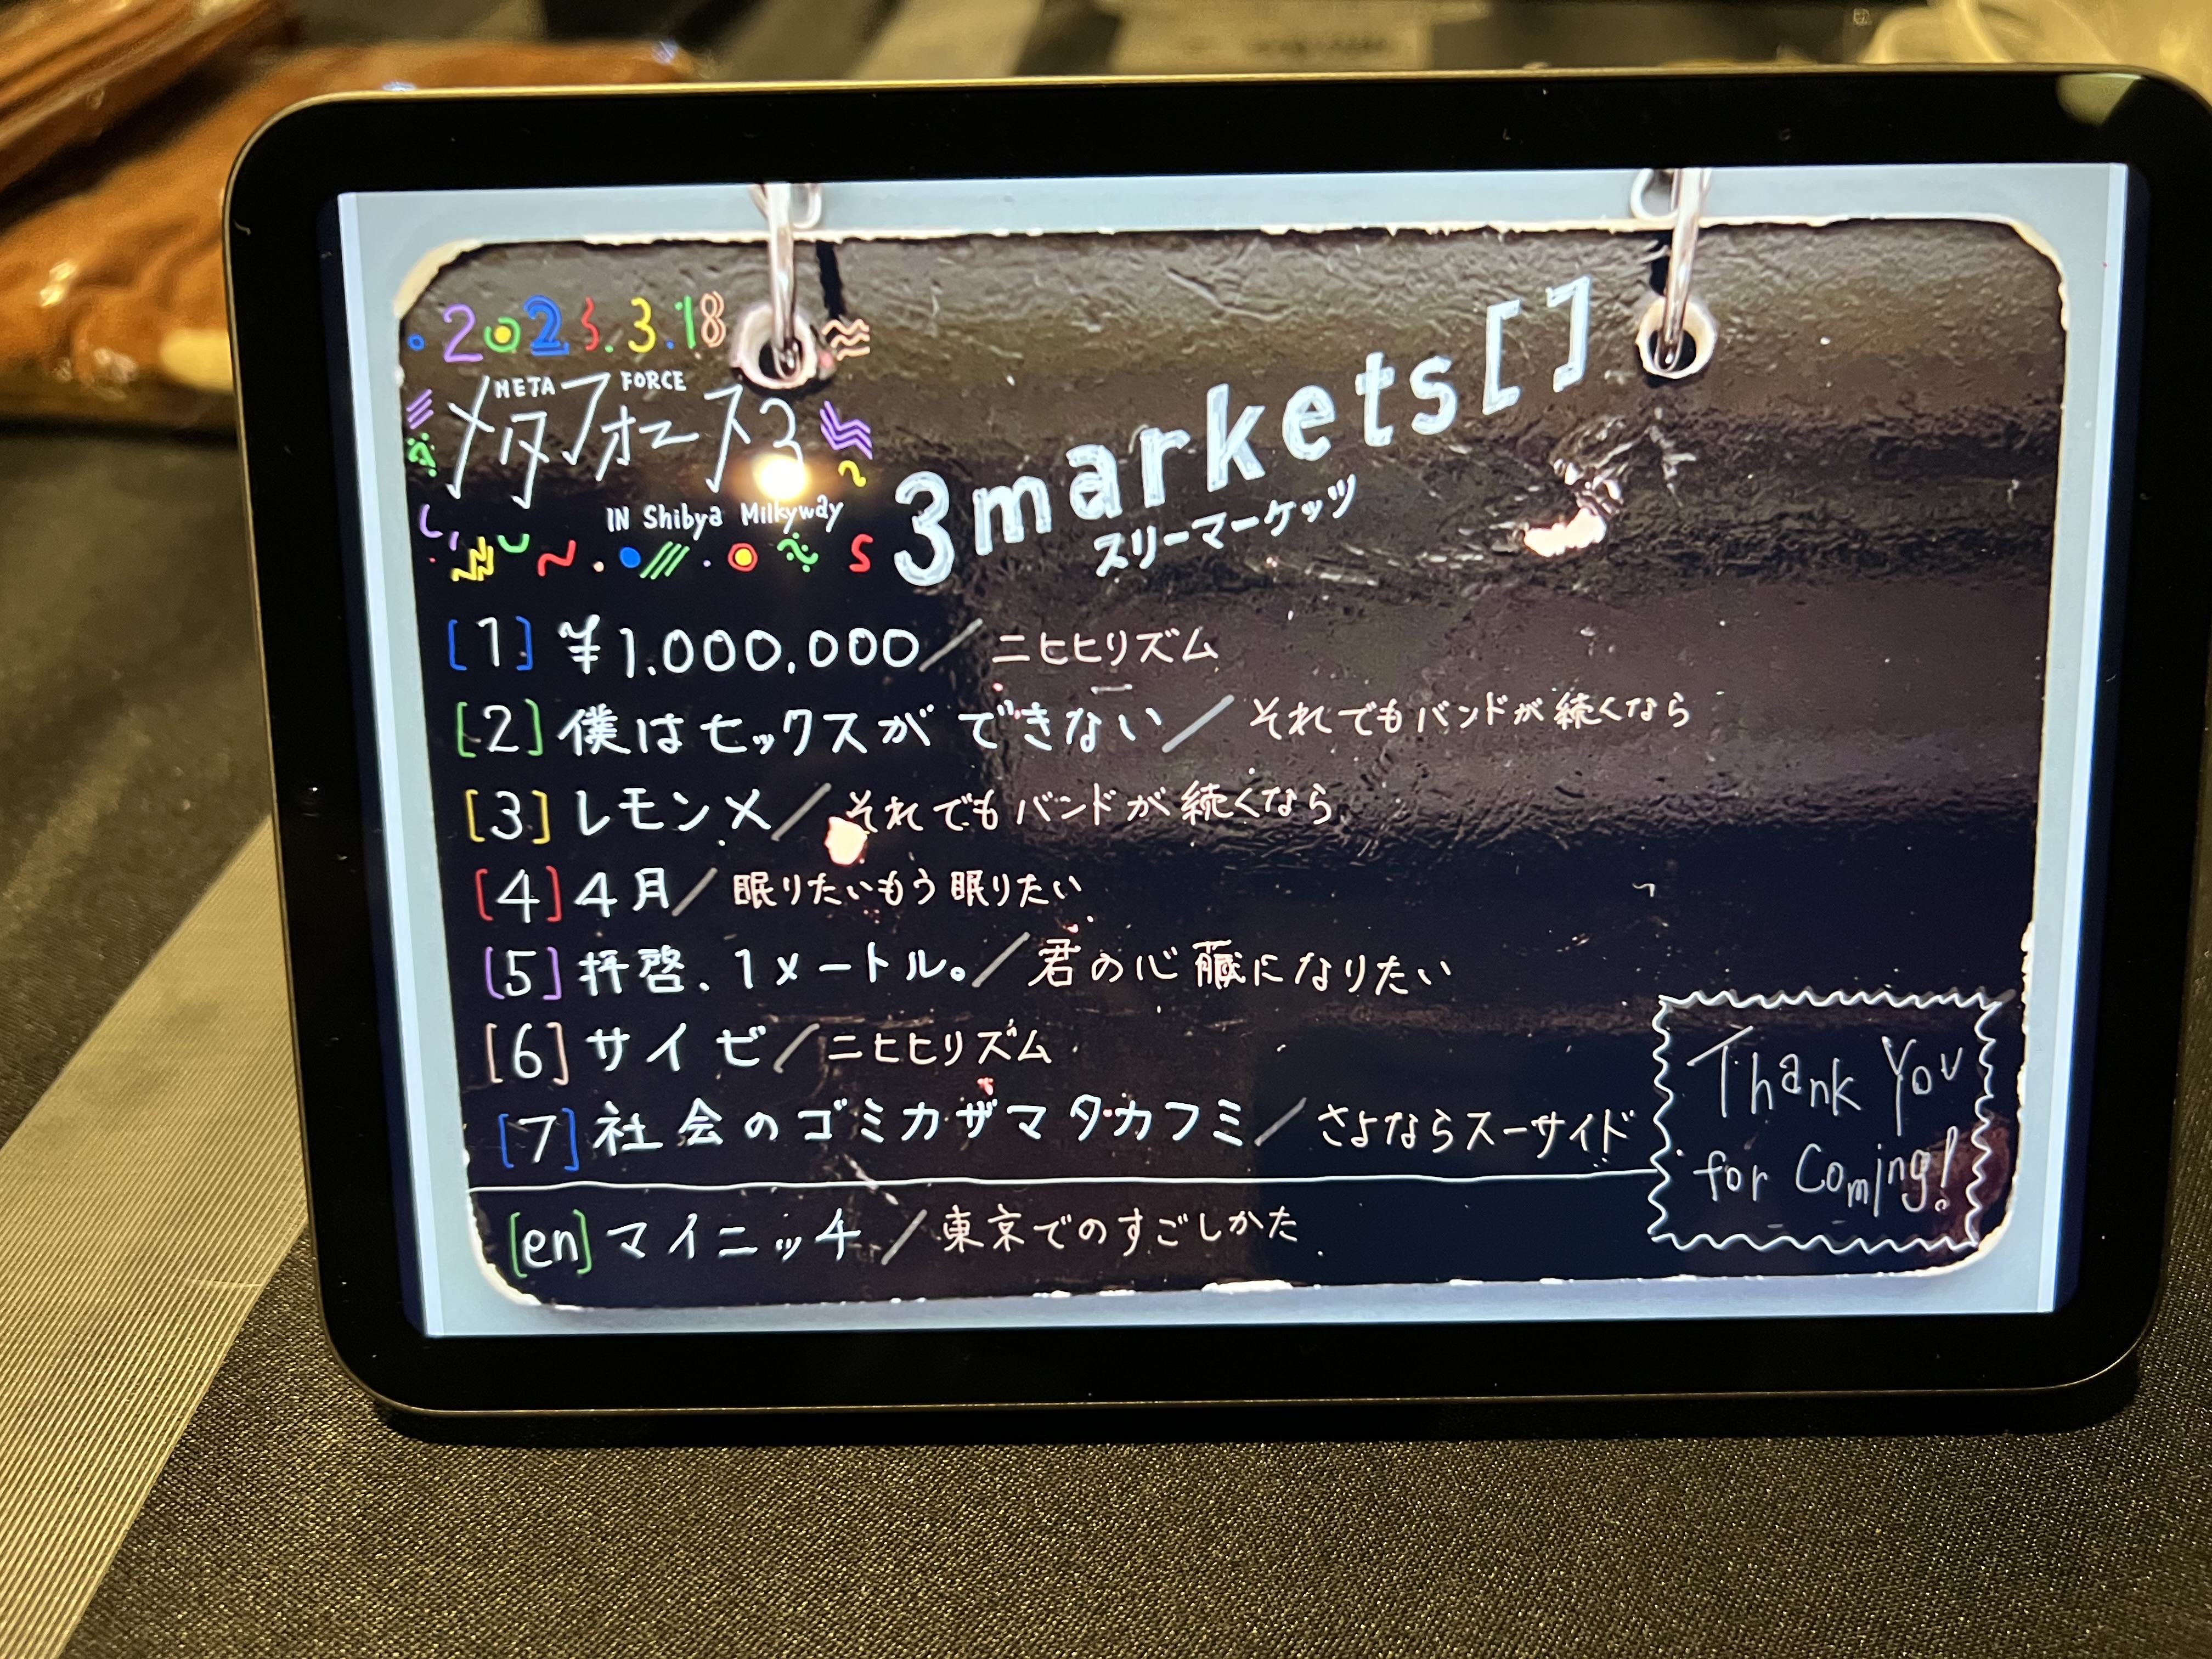 2023.3.18
META FORCE
メタフォース3
IN Shibya Milkyway
3markets[]
スリーマーケッツ
[1] ¥1.000,000／ニヒヒリズム
[2] 僕はセックスができない／それでもバンドが続くなら
[3] レモン×／それでもバンドが続くなら
[4] 4月／眠りたいもう眠りたい
[5] 拝啓、1メートル。／君の心臓になりたい
[6] サイゼ／ニヒヒリズム
[7] 社会のゴミカザマタカフミ／さよならスーサイド
[en] マイニッチ／東京でのすごしかた
Thank You
for Coming!